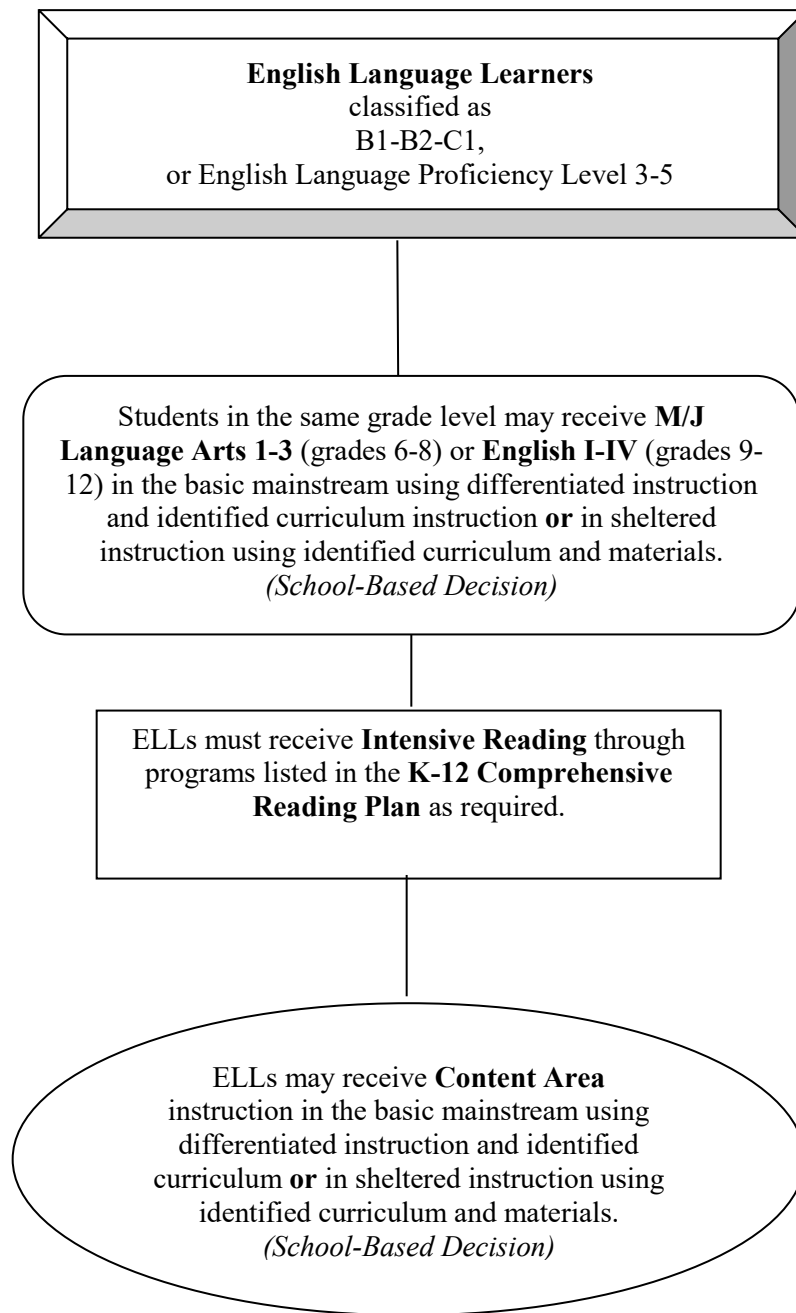 English Language Learners
classified as
B1-B2-C1,
or English Language Proficiency Level 3-5
Students in the same grade level may receive M/J
Language Arts 1-3 (grades 6-8) or English I-IV (grades 9-
12) in the basic mainstream using differentiated instruction
and identified curriculum instruction or in sheltered
instruction using identified curriculum and materials.
(School-Based Decision)
ELLs must receive Intensive Reading through
programs listed in the K-12 Comprehensive
Reading Plan as required.
ELLs may receive Content Area
instruction in the basic mainstream using
differentiated instruction and identified
curriculum or in sheltered instruction using
identified curriculum and materials.
(School-Based Decision)